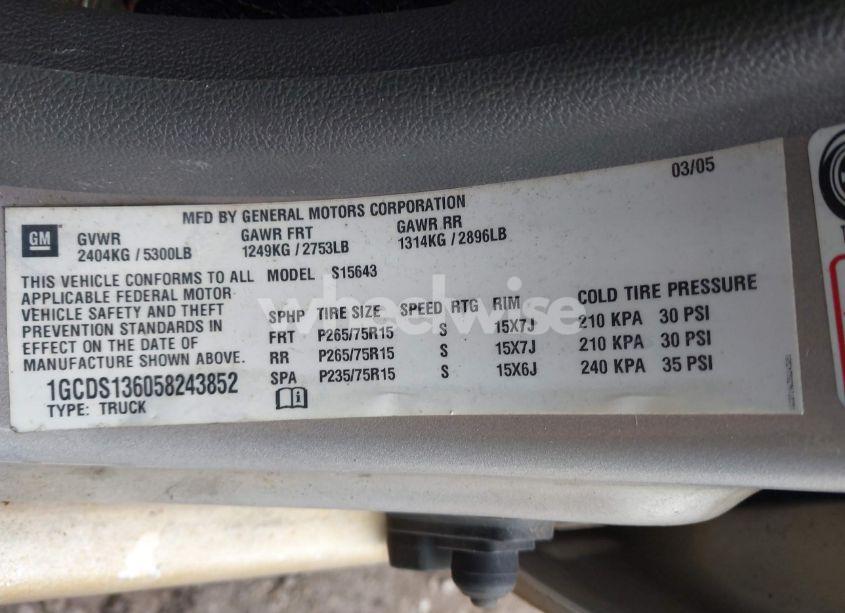 03/05
MFD BY GENERAL MOTORS CORPORATION
GM
GVWR GAWR FRT GAWR RR
2404KG / 5300LB 1249KG / 2753LB 1314KG / 2896LB
THIS VEHICLE CONFORMS TO ALL
APPLICABLE FEDERAL MOTOR
VEHICLE SAFETY AND THEFT
PREVENTION STANDARDS IN
EFFECT ON THE DATE OF
MANUFACTURE SHOWN ABOVE.
1GCDS136058243852
TYPE: TRUCK
MODEL S15643
SPHP TIRE SIZE SPEED RTG RIM COLD TIRE PRESSURE
FRT P265/75R15 S 15X7J 210 KPA 30 PSI
RR P265/75R15 S 15X7J 210 KPA 30 PSI
SPA P235/75R15 S 15X6J 240 KPA 35 PSI
wheelwise